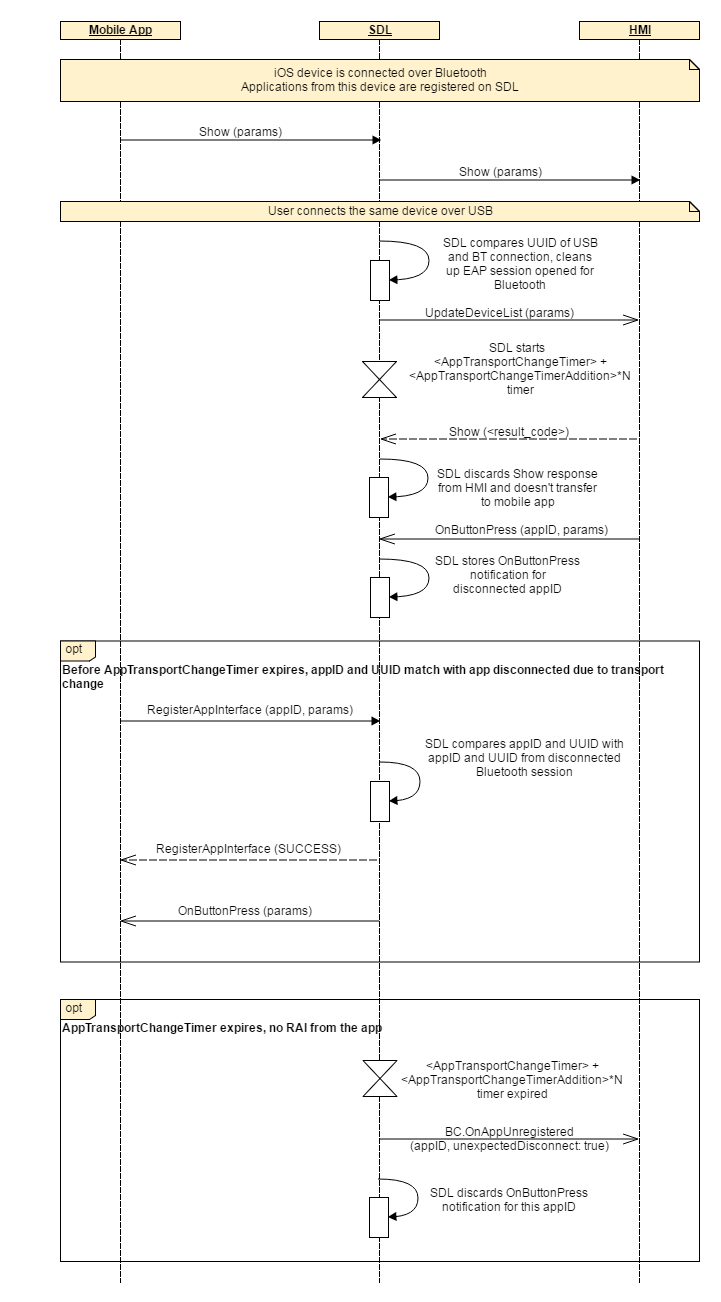 Mobile App
SDL
HMI
iOS device is connected over Bluetooth
Applications from this device are registered on SDL
Show (params)
Show (params)
User connects the same device over USB
SDL compares UUID of USB
and BT connection, cleans
up EAP session opened for
Bluetooth
UpdateDeviceList (params)
SDL starts
<AppTransportChangeTimer> +
<AppTransportChangeTimerAddition>*N
timer
Show (<result_code>)
SDL discards Show response
from HMI and doesn't transfer
to mobile app
OnButtonPress (appID, params)
SDL stores OnButtonPress
notification for
disconnected appID
opt
Before AppTransportChangeTimer expires, appID and UUID match with app disconnected due to transport
change
RegisterAppInterface (appID, params)
SDL compares appID and UUID with
appID and UUID from disconnected
Bluetooth session
RegisterAppInterface (SUCCESS)
OnButtonPress (params)
opt
AppTransportChangeTimer expires, no RAI from the app
<AppTransportChangeTimer> +
<AppTransportChangeTimerAddition>*N
timer expired
BC.OnAppUnregistered
(appID, unexpectedDisconnect: true)
SDL discards OnButtonPress
notification for this appID